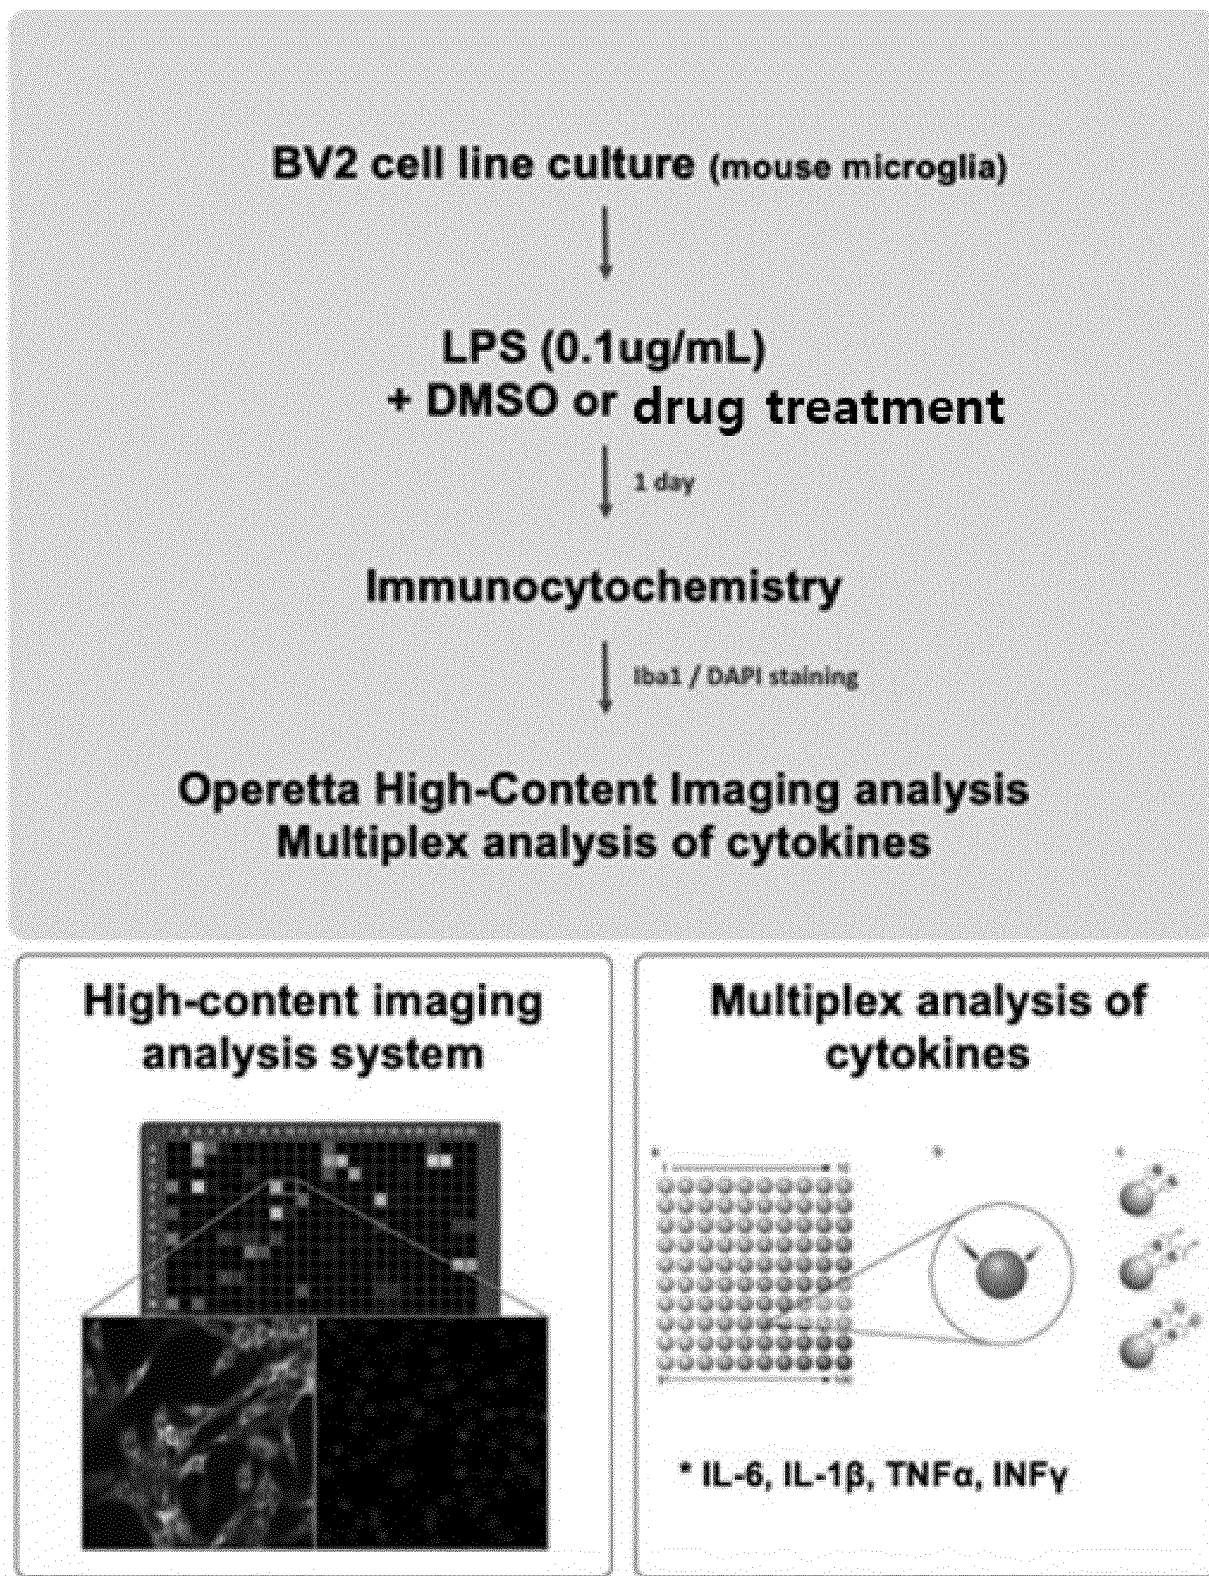 BV2 cell line culture (mouse microglia)
LPS (0.1ug/mL)
+ DMSO or drug treatment
1 day
Immunocytochemistry
Iba1 / DAPI staining
Operetta High-Content Imaging analysis
Multiplex analysis of cytokines
High-content imaging
analysis system
Multiplex analysis of
cytokines
* IL-6, IL-1β, TNFα, INFγ